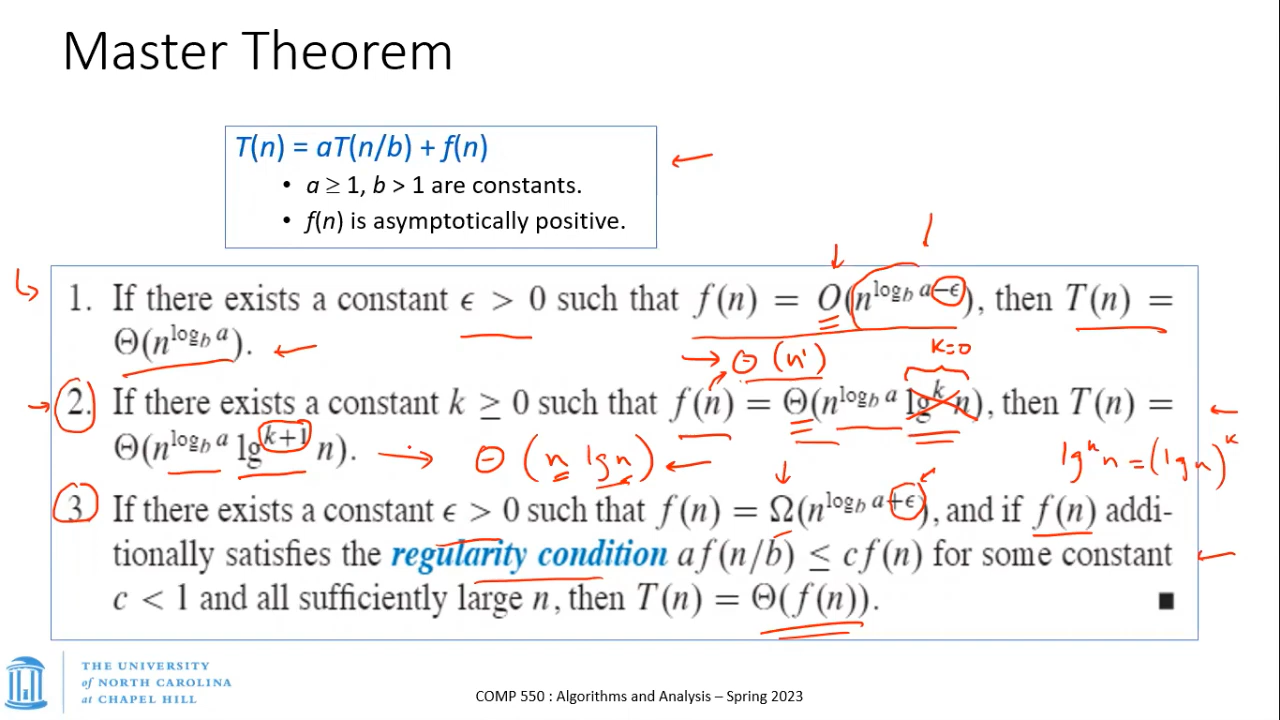 Master Theorem
T(n) = aT(n/b) + f(n)
• a ≥ 1, b > 1 are constants.
• f(n) is asymptotically positive.
1
1. If there exists a constant ϵ > 0 such that f(n) = O(n^{log_b a−ϵ}), then T(n) =
Θ(n^{log_b a}).
→ Θ (n¹)
k=0
2. If there exists a constant k ≥ 0 such that f(n) = Θ(n^{log_b a} lg^k n), then T(n) =
Θ(n^{log_b a} lg^{k+1} n).
→ Θ (n lg n) ←
lg^k n = (lg n)^k
3. If there exists a constant ϵ > 0 such that f(n) = Ω(n^{log_b a+ϵ}), and if f(n) addi-
tionally satisfies the regularity condition af(n/b) ≤ cf(n) for some constant
c < 1 and all sufficiently large n, then T(n) = Θ(f(n)). ■
THE UNIVERSITY
of NORTH CAROLINA
at CHAPEL HILL
COMP 550 : Algorithms and Analysis – Spring 2023